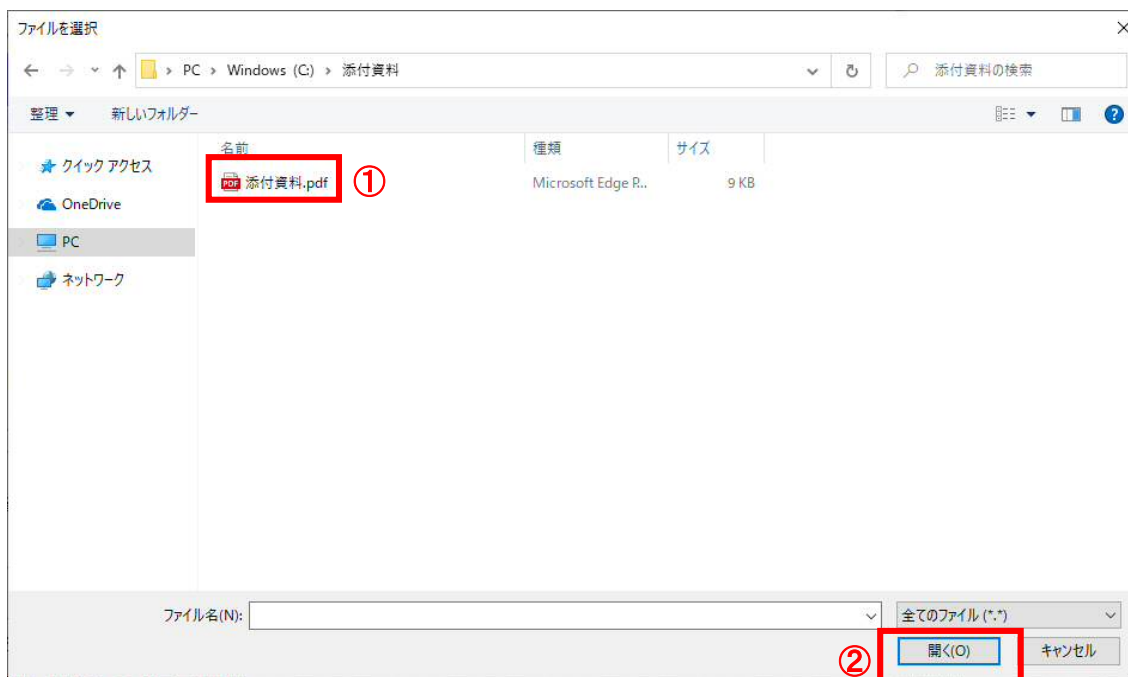 ファイルを選択
PC › Windows (C:) › 添付資料
添付資料の検索
整理
新しいフォルダー
名前 種類 サイズ
クイック アクセス
PDF 添付資料.pdf ① Microsoft Edge P... 9 KB
OneDrive
PC
ネットワーク
ファイル名(N): 全てのファイル (*.*)
② 開く(O) キャンセル